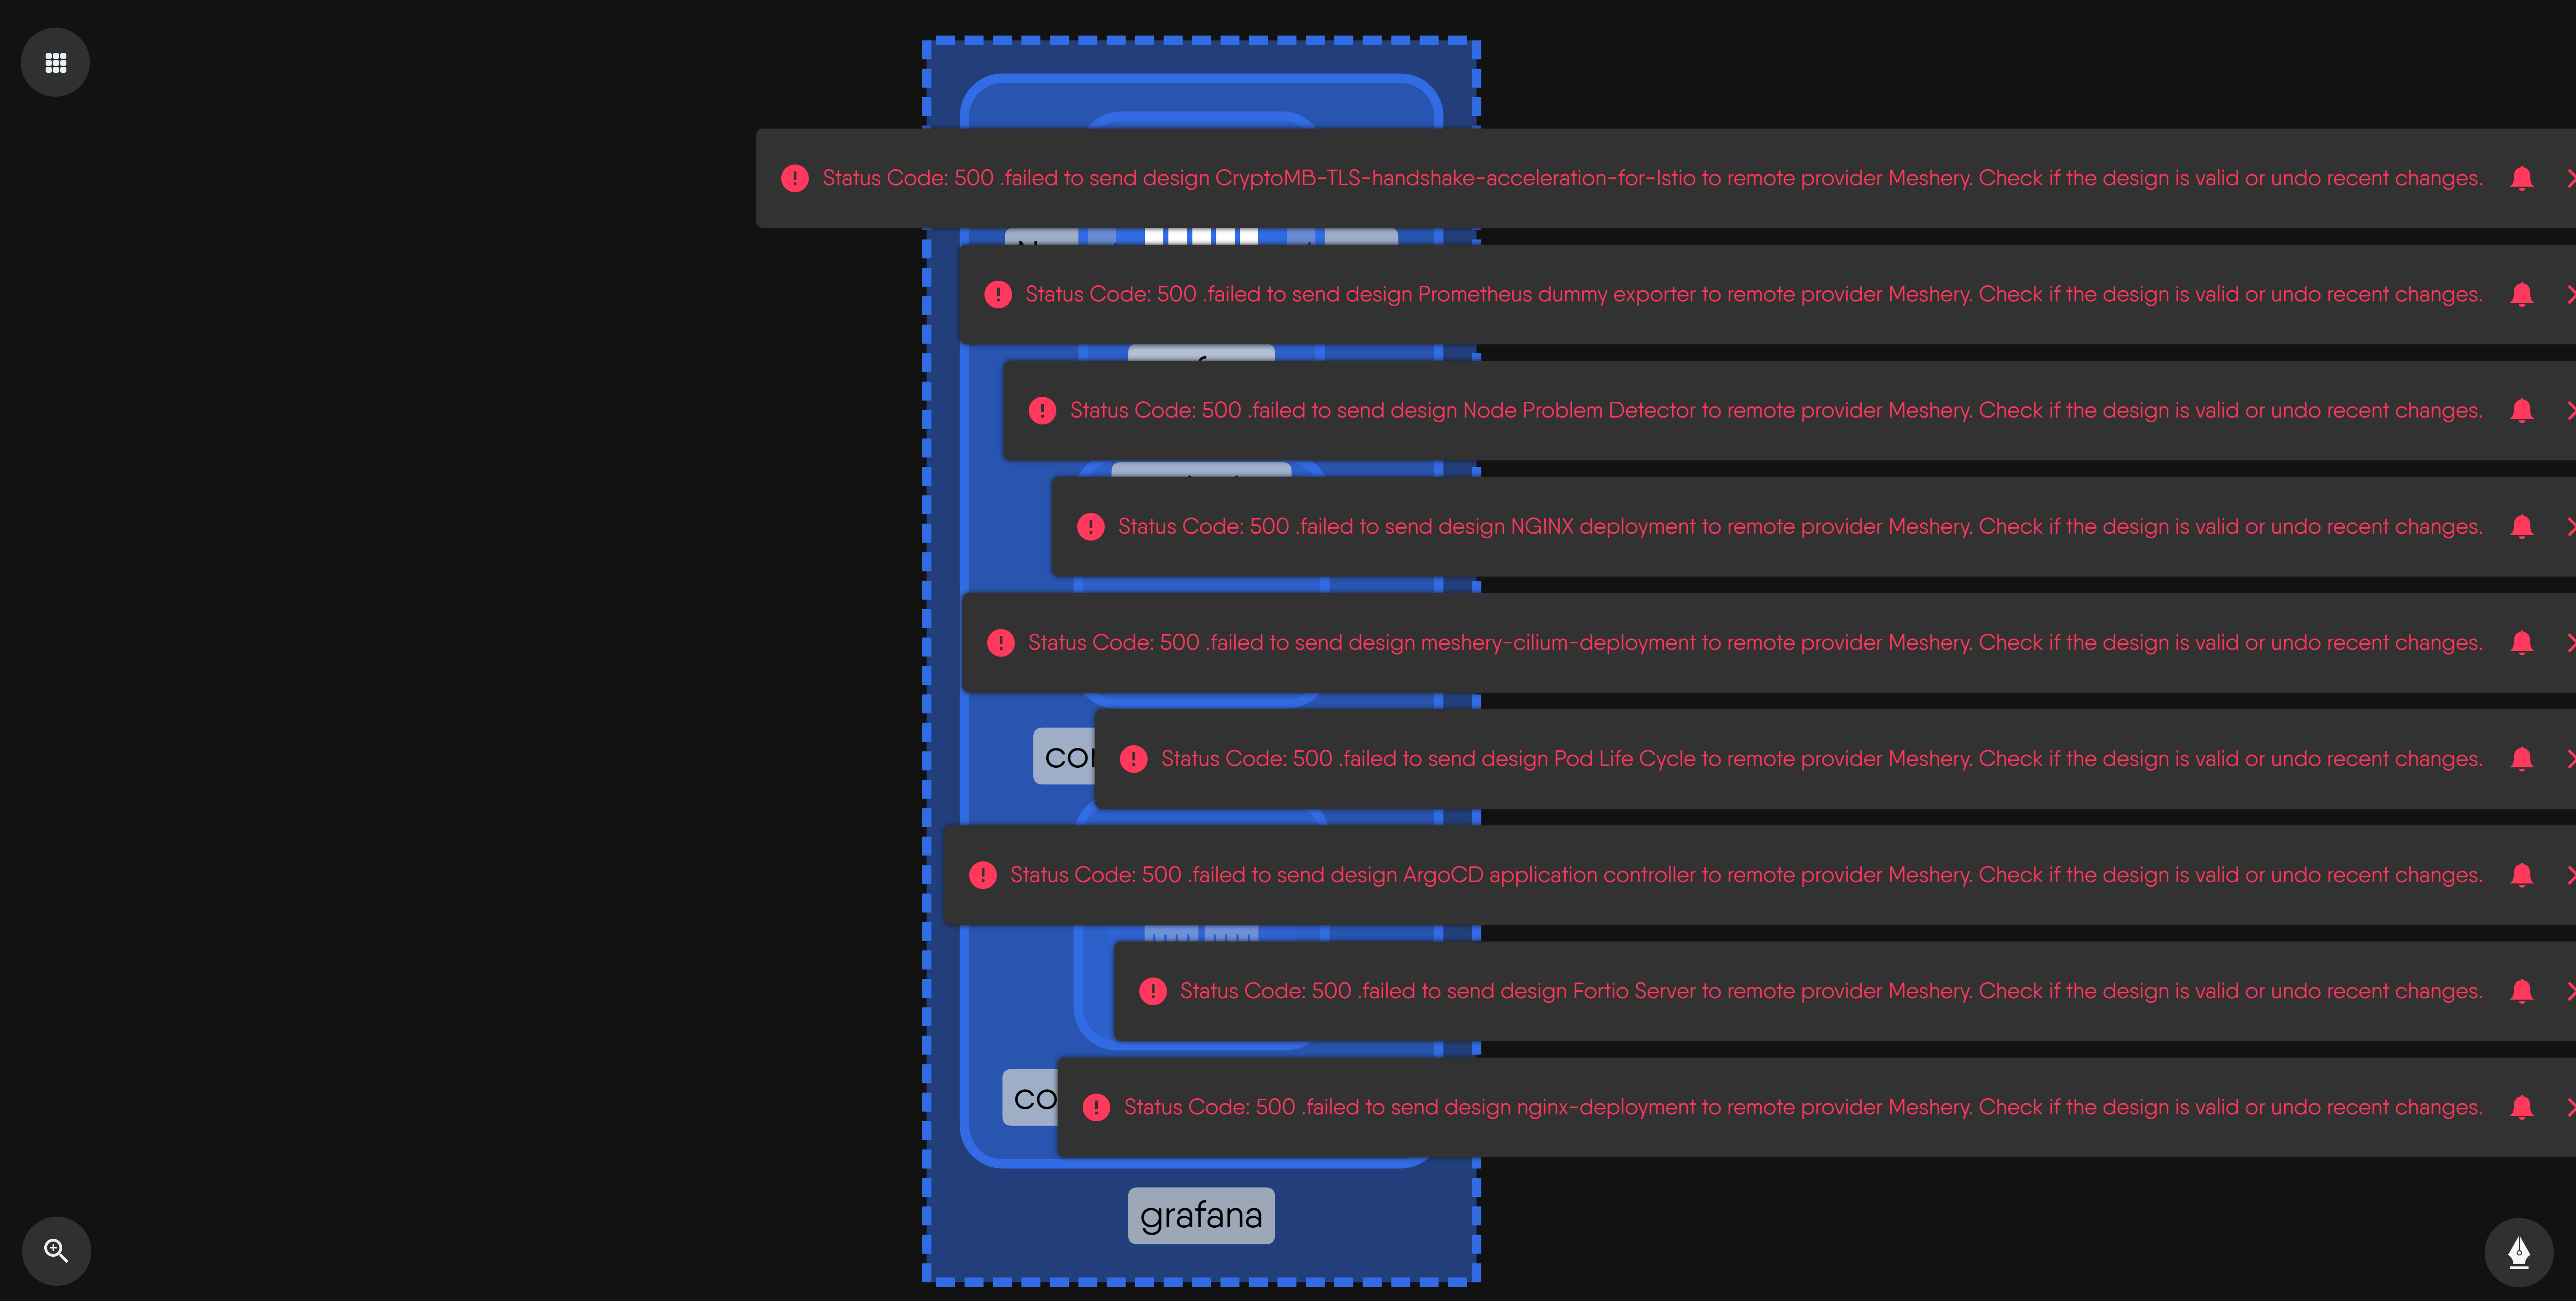 Status Code: 500 .failed to send design CryptoMB-TLS-handshake-acceleration-for-Istio to remote provider Meshery. Check if the design is valid or undo recent changes.
Status Code: 500 .failed to send design Prometheus dummy exporter to remote provider Meshery. Check if the design is valid or undo recent changes.
Status Code: 500 .failed to send design Node Problem Detector to remote provider Meshery. Check if the design is valid or undo recent changes.
Status Code: 500 .failed to send design NGINX deployment to remote provider Meshery. Check if the design is valid or undo recent changes.
Status Code: 500 .failed to send design meshery-cilium-deployment to remote provider Meshery. Check if the design is valid or undo recent changes.
Status Code: 500 .failed to send design Pod Life Cycle to remote provider Meshery. Check if the design is valid or undo recent changes.
Status Code: 500 .failed to send design ArgoCD application controller to remote provider Meshery. Check if the design is valid or undo recent changes.
Status Code: 500 .failed to send design Fortio Server to remote provider Meshery. Check if the design is valid or undo recent changes.
Status Code: 500 .failed to send design nginx-deployment to remote provider Meshery. Check if the design is valid or undo recent changes.
grafana